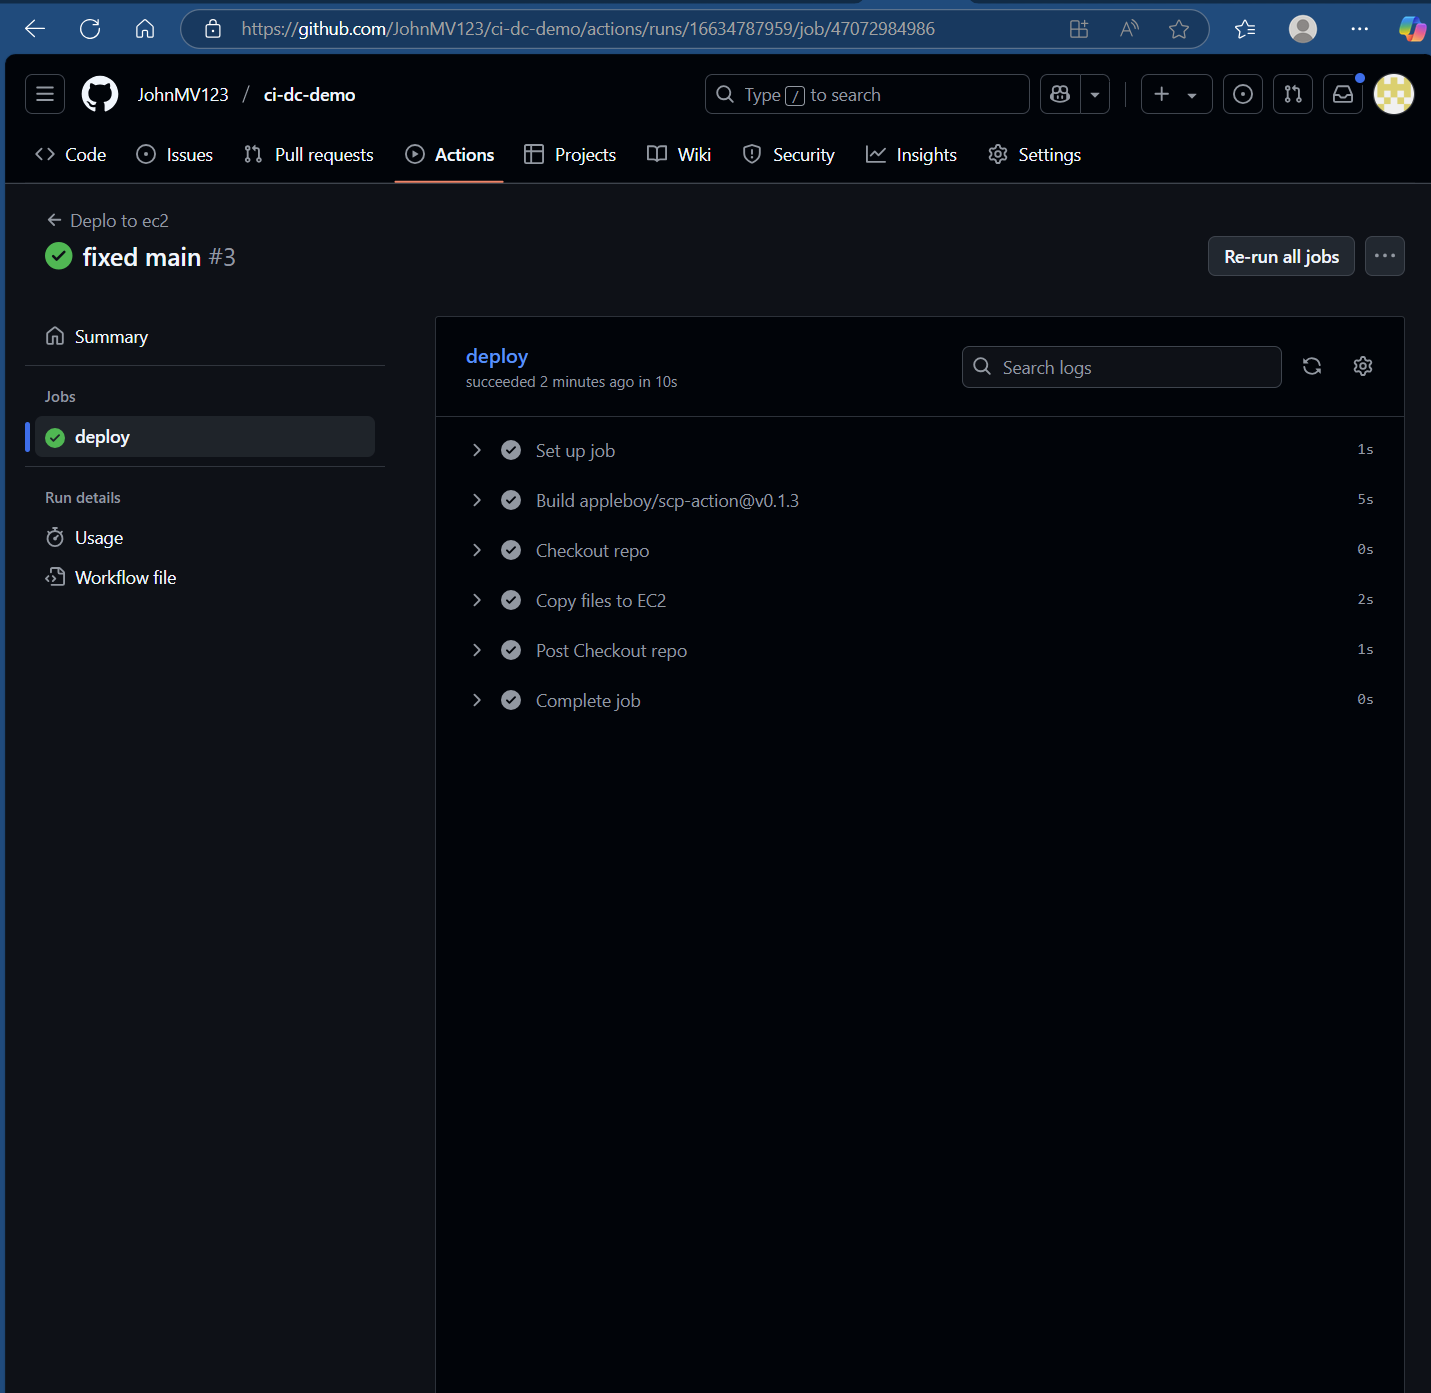 https://github.com/JohnMV123/ci-dc-demo/actions/runs/16634787959/job/47072984986
JohnMV123 / ci-dc-demo
Type / to search
Code
Issues
Pull requests
Actions
Projects
Wiki
Security
Insights
Settings
Deplo to ec2
fixed main #3
Re-run all jobs
Summary
Jobs
deploy
Run details
Usage
Workflow file
deploy
succeeded 2 minutes ago in 10s
Search logs
Set up job 1s
Build appleboy/scp-action@v0.1.3 5s
Checkout repo 0s
Copy files to EC2 2s
Post Checkout repo 1s
Complete job 0s